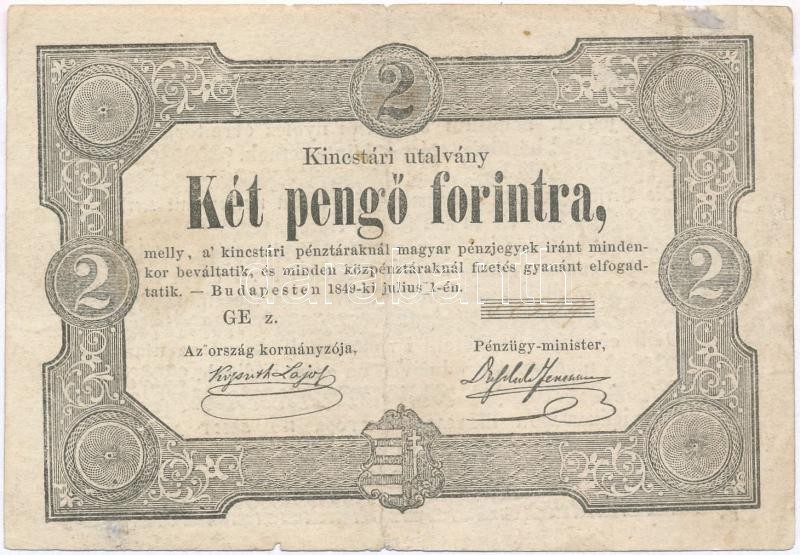 2
Kincstári utalvány
Két pengő forintra,
melly, a' kincstári pénztáraknál magyar pénzjegyek iránt minden-
kor beváltatik, és minden közpénztáraknál fizetés gyanánt elfogad-
tatik. — Budapesten 1849-ki julius 1-én.
2 2
GE z.
Az ország kormányzója, Pénzügy-minister,
Kossuth Lajos Duschek Ferencz